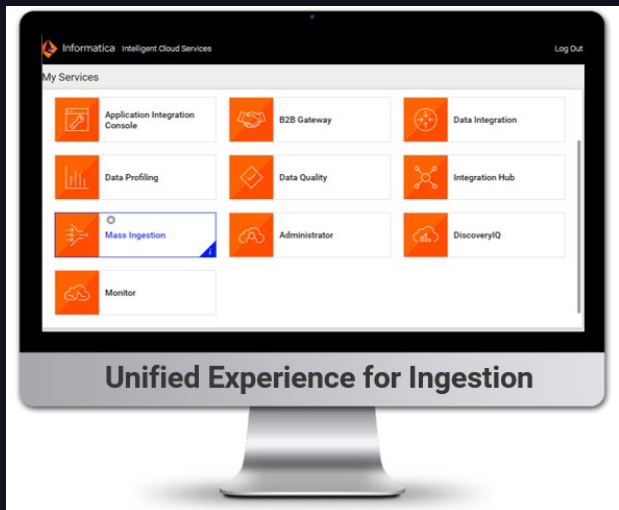 Informatica Intelligent Cloud Services
Log Out
My Services
Application Integration
Console
B2B Gateway
Data Integration
Data Profiling
Data Quality
Integration Hub
Mass Ingestion
Administrator
DiscoveryIQ
Monitor
Unified Experience for Ingestion